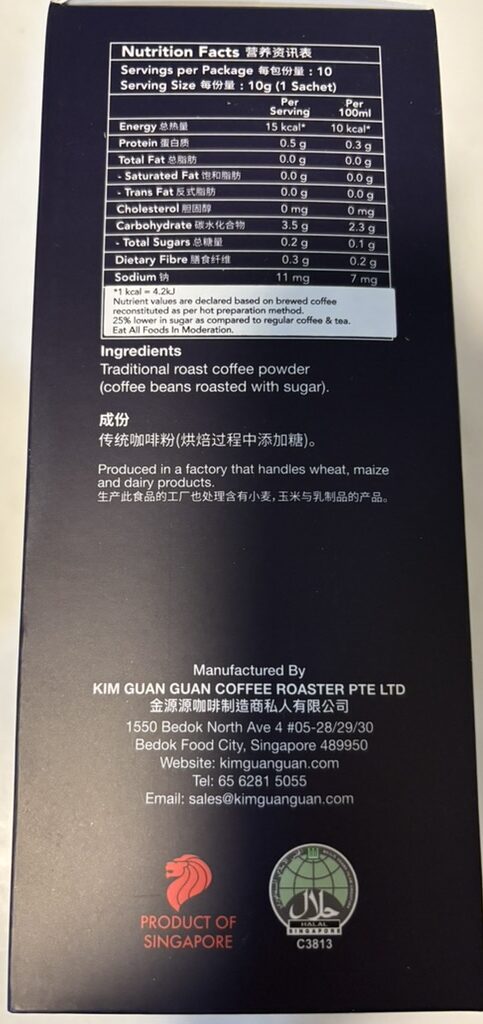 Nutrition Facts 营养资讯表
Servings per Package 每包份量 : 10
Serving Size 每份量 : 10g (1 Sachet)
Per Serving Per 100ml
Energy 总热量 15 kcal* 10 kcal*
Protein 蛋白质 0.5 g 0.3 g
Total Fat 总脂肪 0.0 g 0.0 g
- Saturated Fat 饱和脂肪 0.0 g 0.0 g
- Trans Fat 反式脂肪 0.0 g 0.0 g
Cholesterol 胆固醇 0 mg 0 mg
Carbohydrate 碳水化合物 3.5 g 2.3 g
- Total Sugars 总糖量 0.2 g 0.1 g
Dietary Fibre 膳食纤维 0.3 g 0.2 g
Sodium 钠 11 mg 7 mg
*1 kcal = 4.2kJ
Nutrient values are declared based on brewed coffee
reconstituted as per hot preparation method.
25% lower in sugar as compared to regular coffee & tea.
Eat All Foods In Moderation.
Ingredients
Traditional roast coffee powder
(coffee beans roasted with sugar).
成份
传统咖啡粉(烘焙过程中添加糖)。
Produced in a factory that handles wheat, maize
and dairy products.
生产此食品的工厂也处理含有小麦,玉米与乳制品的产品。
Manufactured By
KIM GUAN GUAN COFFEE ROASTER PTE LTD
金源源咖啡制造商私人有限公司
1550 Bedok North Ave 4 #05-28/29/30
Bedok Food City, Singapore 489950
Website: kimguanguan.com
Tel: 65 6281 5055
Email: sales@kimguanguan.com
PRODUCT OF
SINGAPORE
حلال
HALAL
SINGAPORE
C3813